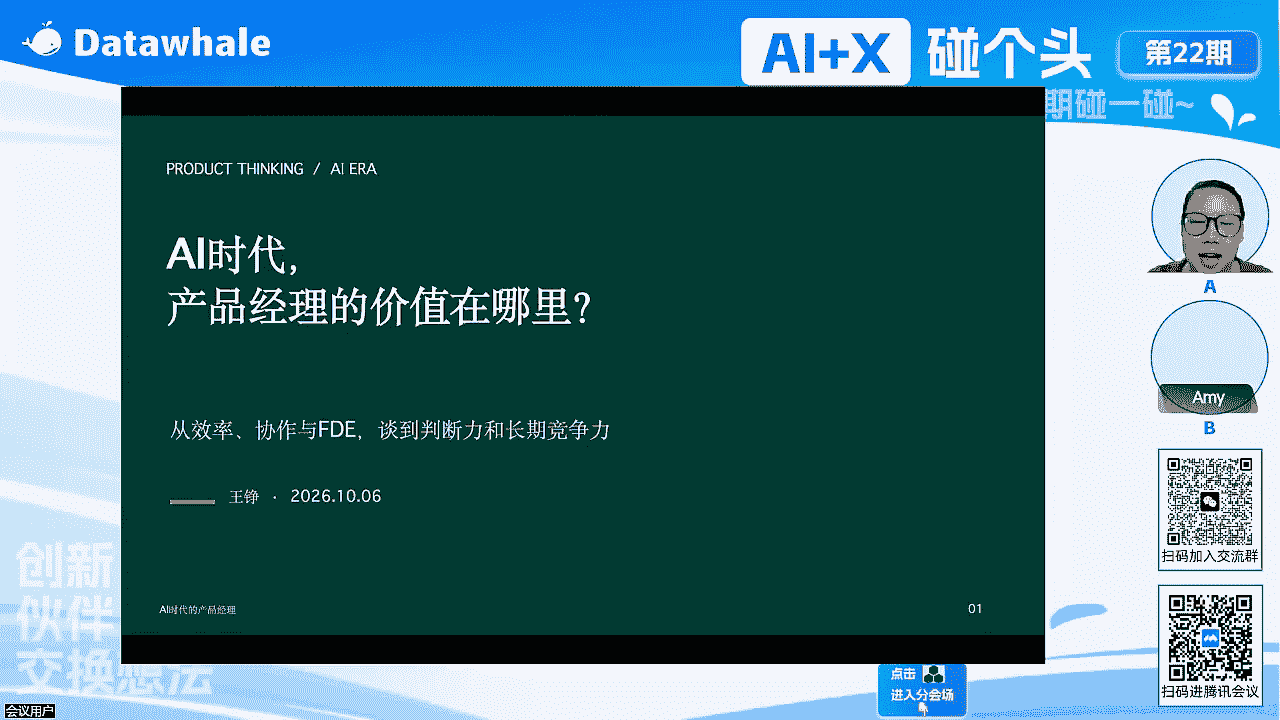 Datawhale
AI+X 碰个头 第22期
期碰一碰~
PRODUCT THINKING / AI ERA
AI时代，
产品经理的价值在哪里？
从效率、协作与FDE，谈到判断力和长期竞争力
王铮 · 2026.10.06
AI时代的产品经理
01
A
Amy
B
扫码加入交流群
扫码进腾讯会议
创新
伙伴
交换想法
点击
进入分会场
会议用户